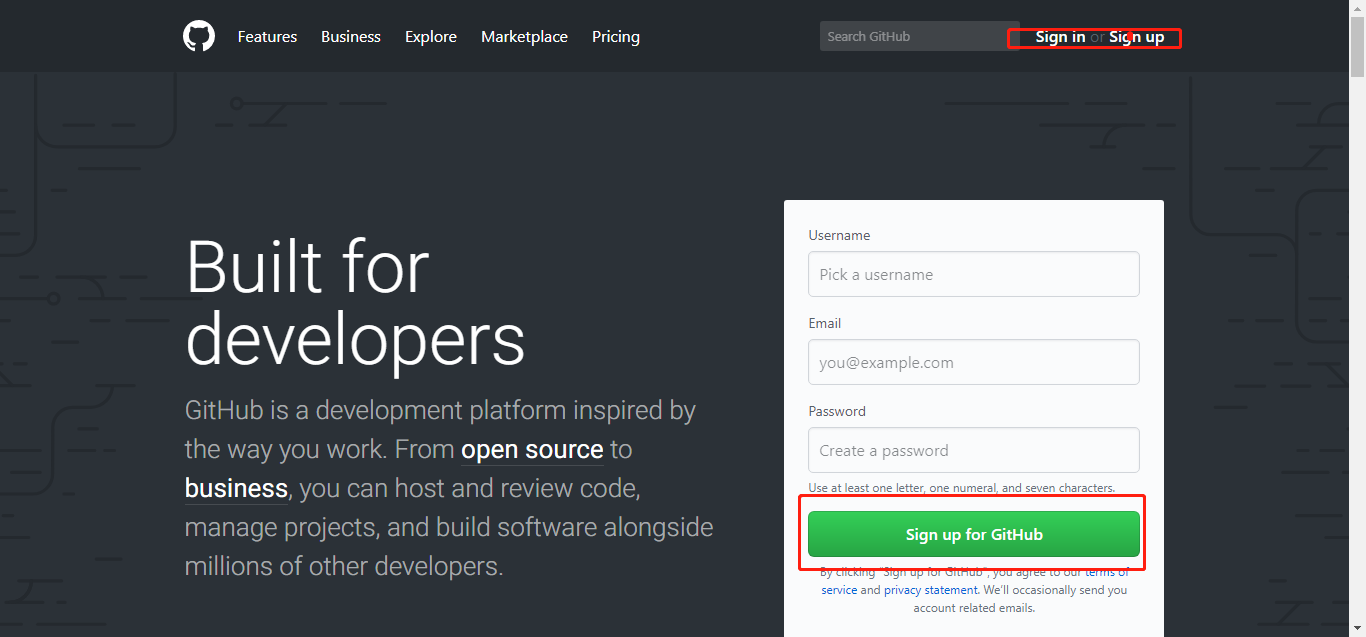 Features Business Explore Marketplace Pricing Search GitHub Sign in or Sign up
Built for
developers
GitHub is a development platform inspired by
the way you work. From open source to
business, you can host and review code,
manage projects, and build software alongside
millions of other developers.
Username
Pick a username
Email
you@example.com
Password
Create a password
Use at least one letter, one numeral, and seven characters.
Sign up for GitHub
By clicking "Sign up for GitHub", you agree to our terms of
service and privacy statement. We'll occasionally send you
account related emails.